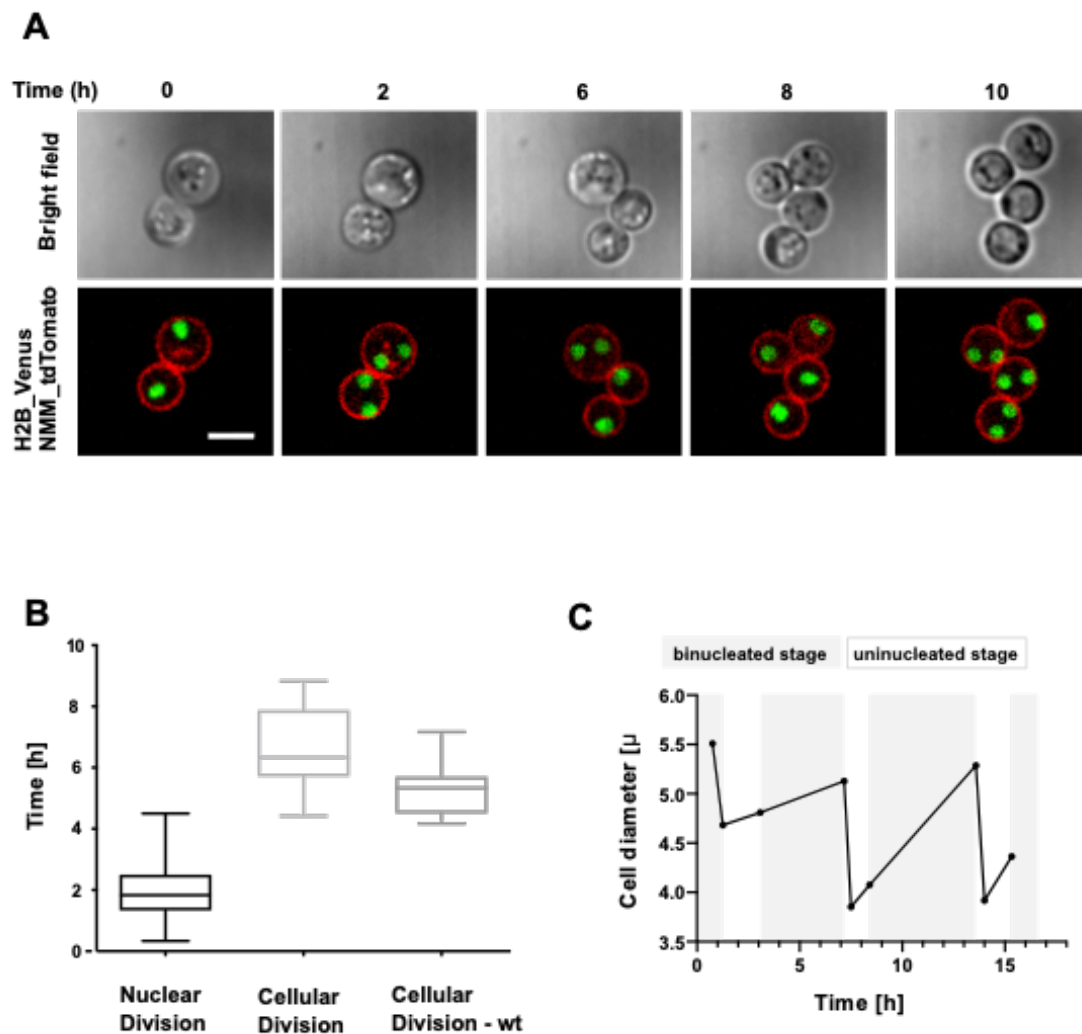 A
Time (h) 0 2 6 8 10
Bright field
H2B_Venus
NMM_tdTomato
B
10
8
6
4
2
0
Time [h]
Nuclear Division
Cellular Division
Cellular Division - wt
C
binucleated stage
uninucleated stage
6.0
5.5
5.0
4.5
4.0
3.5
Cell diameter [µ
0 5 10 15
Time [h]